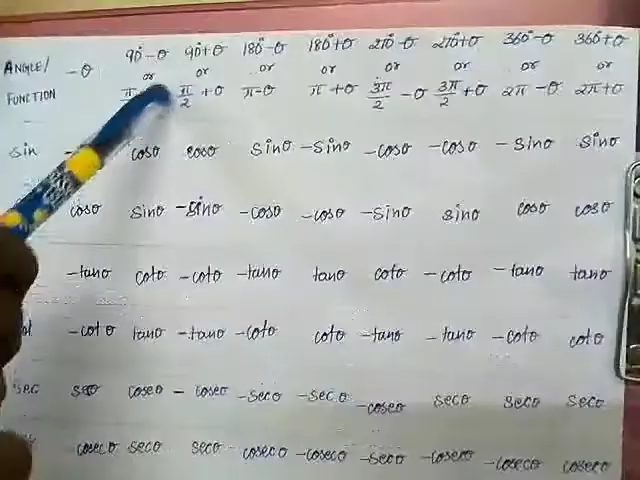 90°-θ 90°+θ 180°-θ 180°+θ 270°-θ 270°+θ 360°-θ 360°+θ
ANGLE/ -θ or or or or or or or or
FUNCTION π/2 +θ π-θ π+θ 3π/2 -θ 3π/2 +θ 2π-θ 2π+θ
sin cosθ cosθ sinθ -sinθ -cosθ -cosθ -sinθ sinθ
cosθ sinθ -sinθ -cosθ -cosθ -sinθ sinθ cosθ cosθ
-tanθ cotθ -cotθ -tanθ tanθ cotθ -cotθ -tanθ tanθ
-cotθ tanθ -tanθ -cotθ cotθ -tanθ -tanθ -cotθ cotθ
sec secθ -secθ -secθ secθ secθ secθ
-cosecθ secθ secθ cosecθ -cosecθ -secθ -cosecθ -cosecθ cosecθ